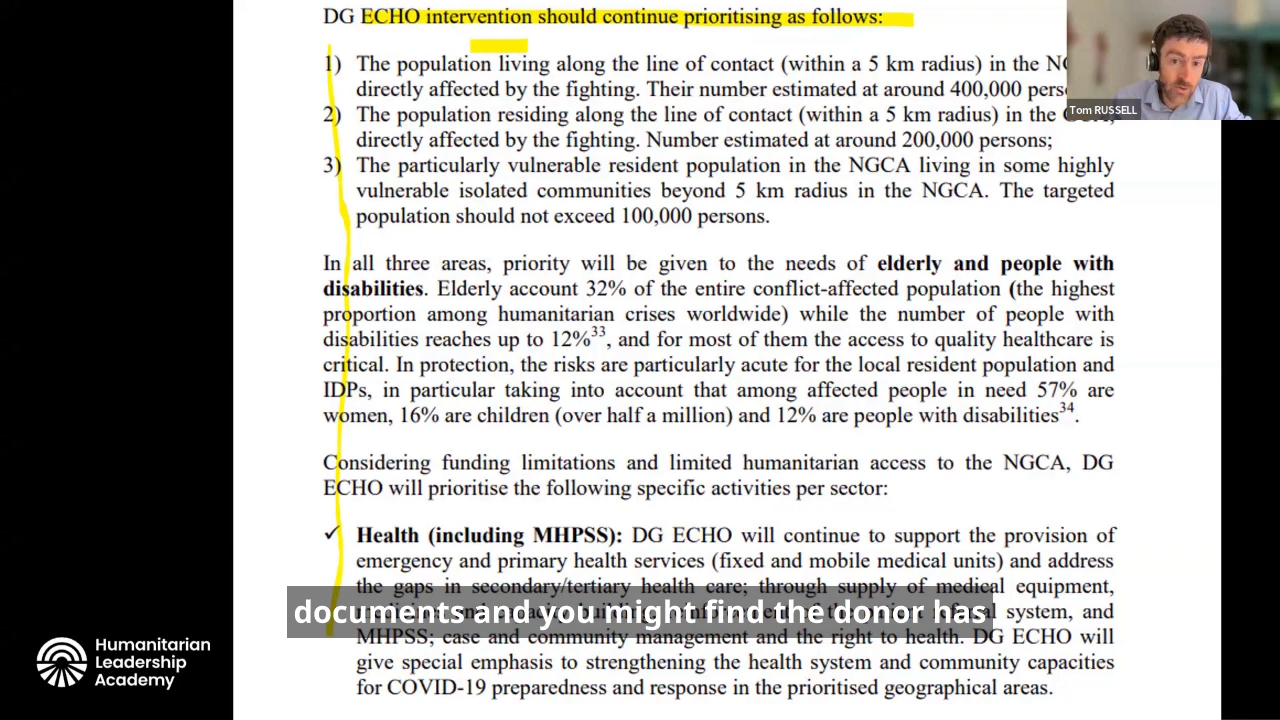 DG ECHO intervention should continue prioritising as follows:
1) The population living along the line of contact (within a 5 km radius) in the
directly affected by the fighting. Their number estimated at around 400,000
2) The population residing along the line of contact (within a 5 km radius) in the
directly affected by the fighting. Number estimated at around 200,000 persons;
3) The particularly vulnerable resident population in the NGCA living in some highly
vulnerable isolated communities beyond 5 km radius in the NGCA. The targeted
population should not exceed 100,000 persons.
Tom RUSSELL
In all three areas, priority will be given to the needs of elderly and people with
disabilities. Elderly account 32% of the entire conflict-affected population (the highest
proportion among humanitarian crises worldwide) while the number of people with
disabilities reaches up to 12%33, and for most of them the access to quality healthcare is
critical. In protection, the risks are particularly acute for the local resident population and
IDPs, in particular taking into account that among affected people in need 57% are
women, 16% are children (over half a million) and 12% are people with disabilities34.
Considering funding limitations and limited humanitarian access to the NGCA, DG
ECHO will prioritise the following specific activities per sector:
✓ Health (including MHPSS): DG ECHO will continue to support the provision of
emergency and primary health services (fixed and mobile medical units) and address
the gaps in secondary/tertiary health care; through supply of medical equipment,
system, and
documents and you might find the donor has
MHPSS; case and community management and the right to health. DG ECHO will
give special emphasis to strengthening the health system and community capacities
for COVID-19 preparedness and response in the prioritised geographical areas.
Humanitarian
Leadership
Academy